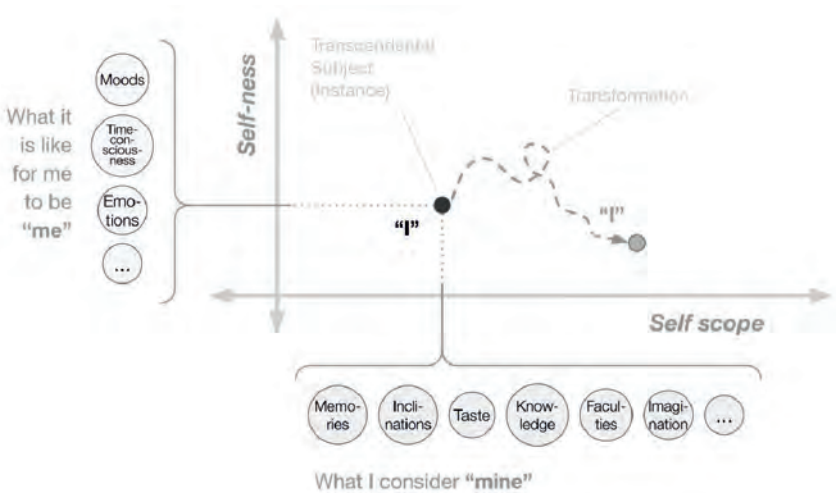 Self-ness
Transcendental
Subject
(Instance)
Transformation
"I"
"I"
Self scope
What it
is like
for me
to be
"me"
Moods
Time-
con-
scious-
ness
Emo-
tions
...
Memo-
ries
Incli-
nations
Taste
Know-
ledge
Facul-
ties
Imagi-
nation
...
What I consider "mine"